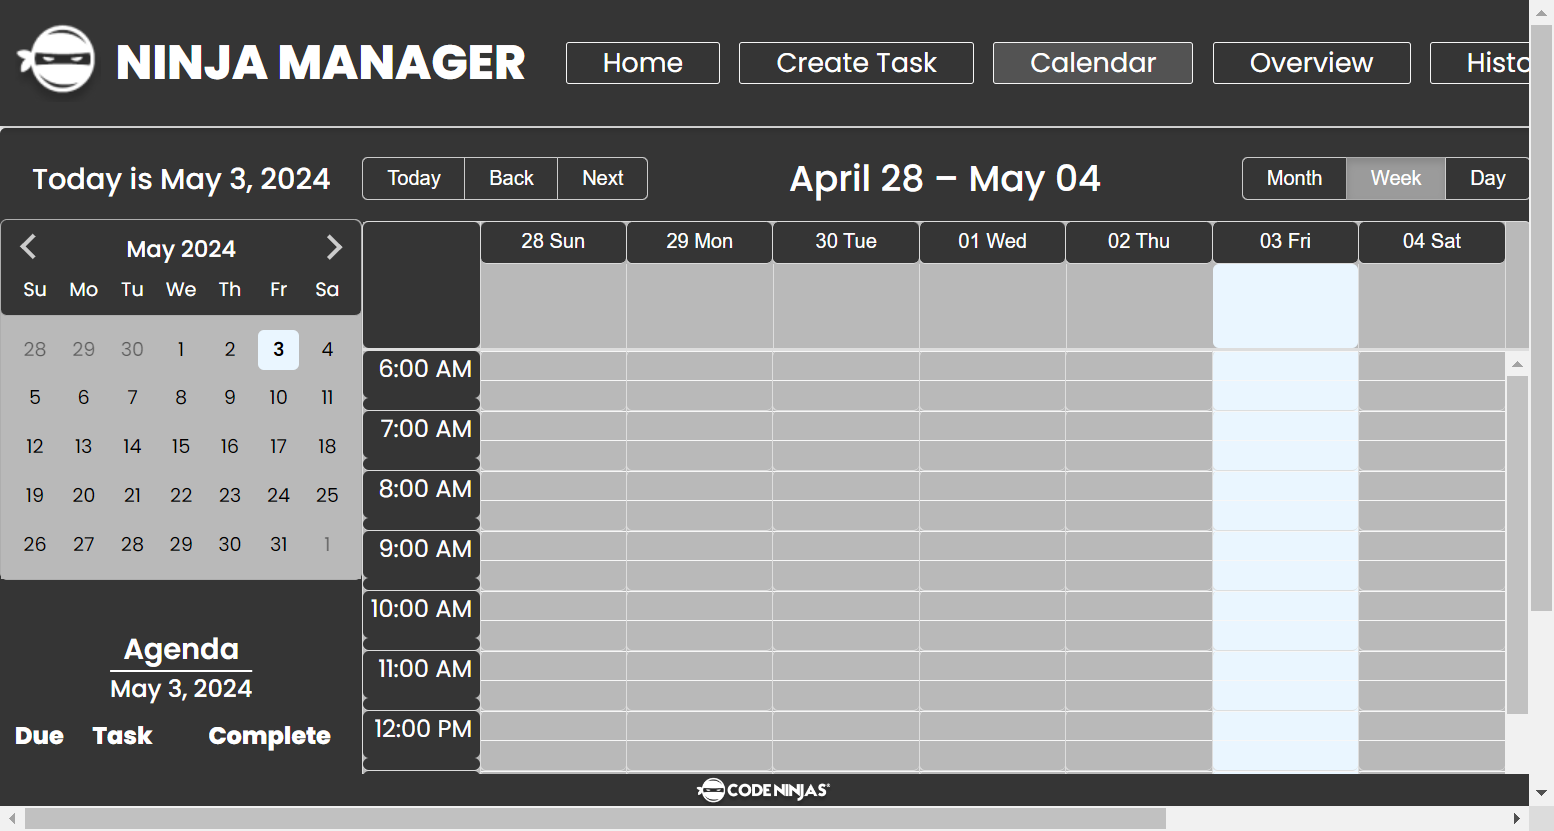 NINJA MANAGER
Home
Create Task
Calendar
Overview
Histo
Today is May 3, 2024
Today
Back
Next
April 28 – May 04
Month
Week
Day
May 2024
Su Mo Tu We Th Fr Sa
28 29 30 1 2 3 4
5 6 7 8 9 10 11
12 13 14 15 16 17 18
19 20 21 22 23 24 25
26 27 28 29 30 31 1
Agenda
May 3, 2024
Due Task Complete
28 Sun
29 Mon
30 Tue
01 Wed
02 Thu
03 Fri
04 Sat
6:00 AM
7:00 AM
8:00 AM
9:00 AM
10:00 AM
11:00 AM
12:00 PM
CODE NINJAS®